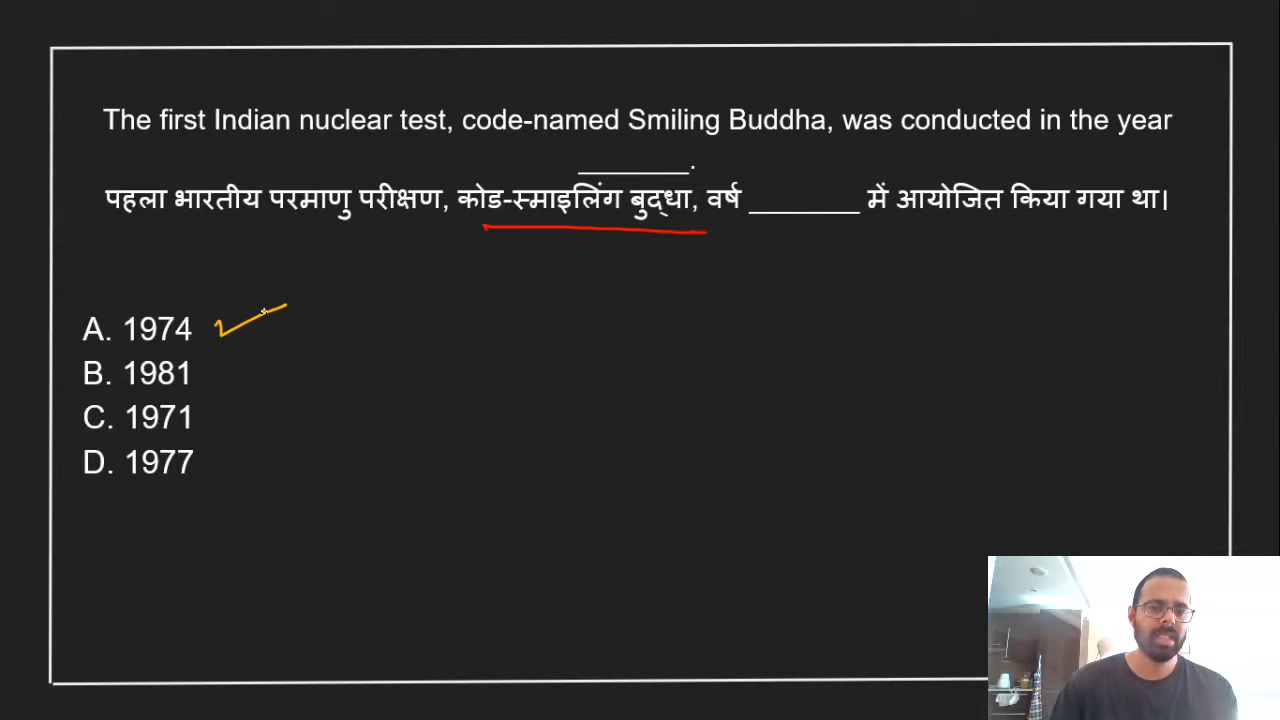 The first Indian nuclear test, code-named Smiling Buddha, was conducted in the year
_______.
पहला भारतीय परमाणु परीक्षण, कोड-स्माइलिंग बुद्धा, वर्ष _______ में आयोजित किया गया था।
A. 1974
B. 1981
C. 1971
D. 1977